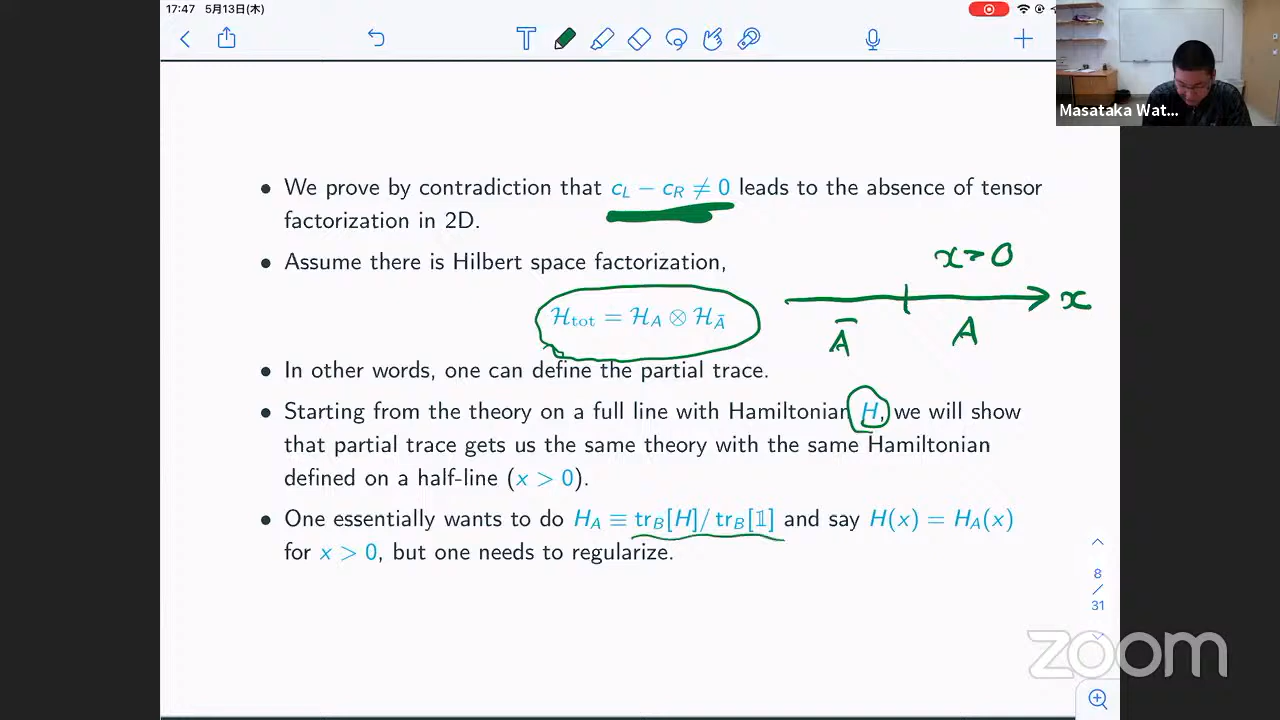 17:47 5月13日(木)
Masataka Wat...
• We prove by contradiction that c_L − c_R ≠ 0 leads to the absence of tensor
factorization in 2D.
• Assume there is Hilbert space factorization,
x>0
ℋ_tot = ℋ_A ⊗ ℋ_Ā
x
Ā A
• In other words, one can define the partial trace.
• Starting from the theory on a full line with Hamiltonian H, we will show
that partial trace gets us the same theory with the same Hamiltonian
defined on a half-line (x > 0).
• One essentially wants to do H_A ≡ tr_B[H]/ tr_B[𝟙] and say H(x) = H_A(x)
for x > 0, but one needs to regularize.
8
/
31
zoom